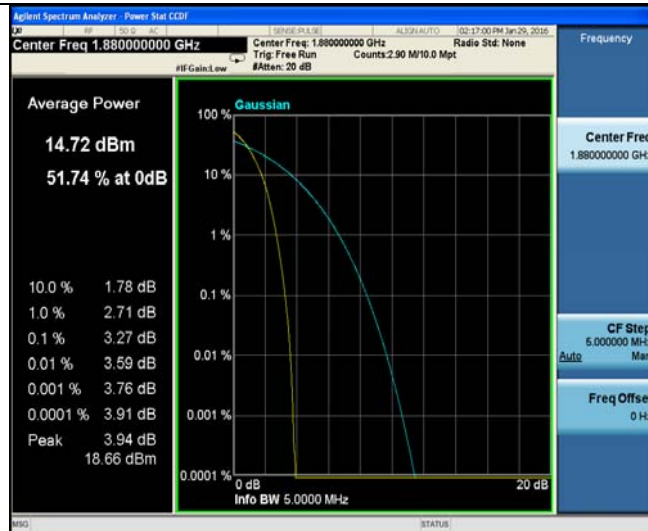 Agilent Spectrum Analyzer - Power Stat CCDF
RF 50 Ω AC SENSE:PULSE ALIGN AUTO 02:17:00 PM Jan 29, 2016
Center Freq 1.880000000 GHz
Center Freq: 1.880000000 GHz Radio Std: None
Trig: Free Run Counts:2.90 M/10.0 Mpt
#IFGain:Low #Atten: 20 dB
Frequency
Average Power
14.72 dBm
51.74 % at 0dB
10.0 % 1.78 dB
1.0 % 2.71 dB
0.1 % 3.27 dB
0.01 % 3.59 dB
0.001 % 3.76 dB
0.0001 % 3.91 dB
Peak 3.94 dB
18.66 dBm
Gaussian
100 %
10 %
1 %
0.1 %
0.01 %
0.001 %
0.0001 %
0 dB 20 dB
Info BW 5.0000 MHz
Center Freq
1.880000000 GHz
CF Step
5.000000 MHz
Auto Man
Freq Offse
0 Hz
MSG STATUS